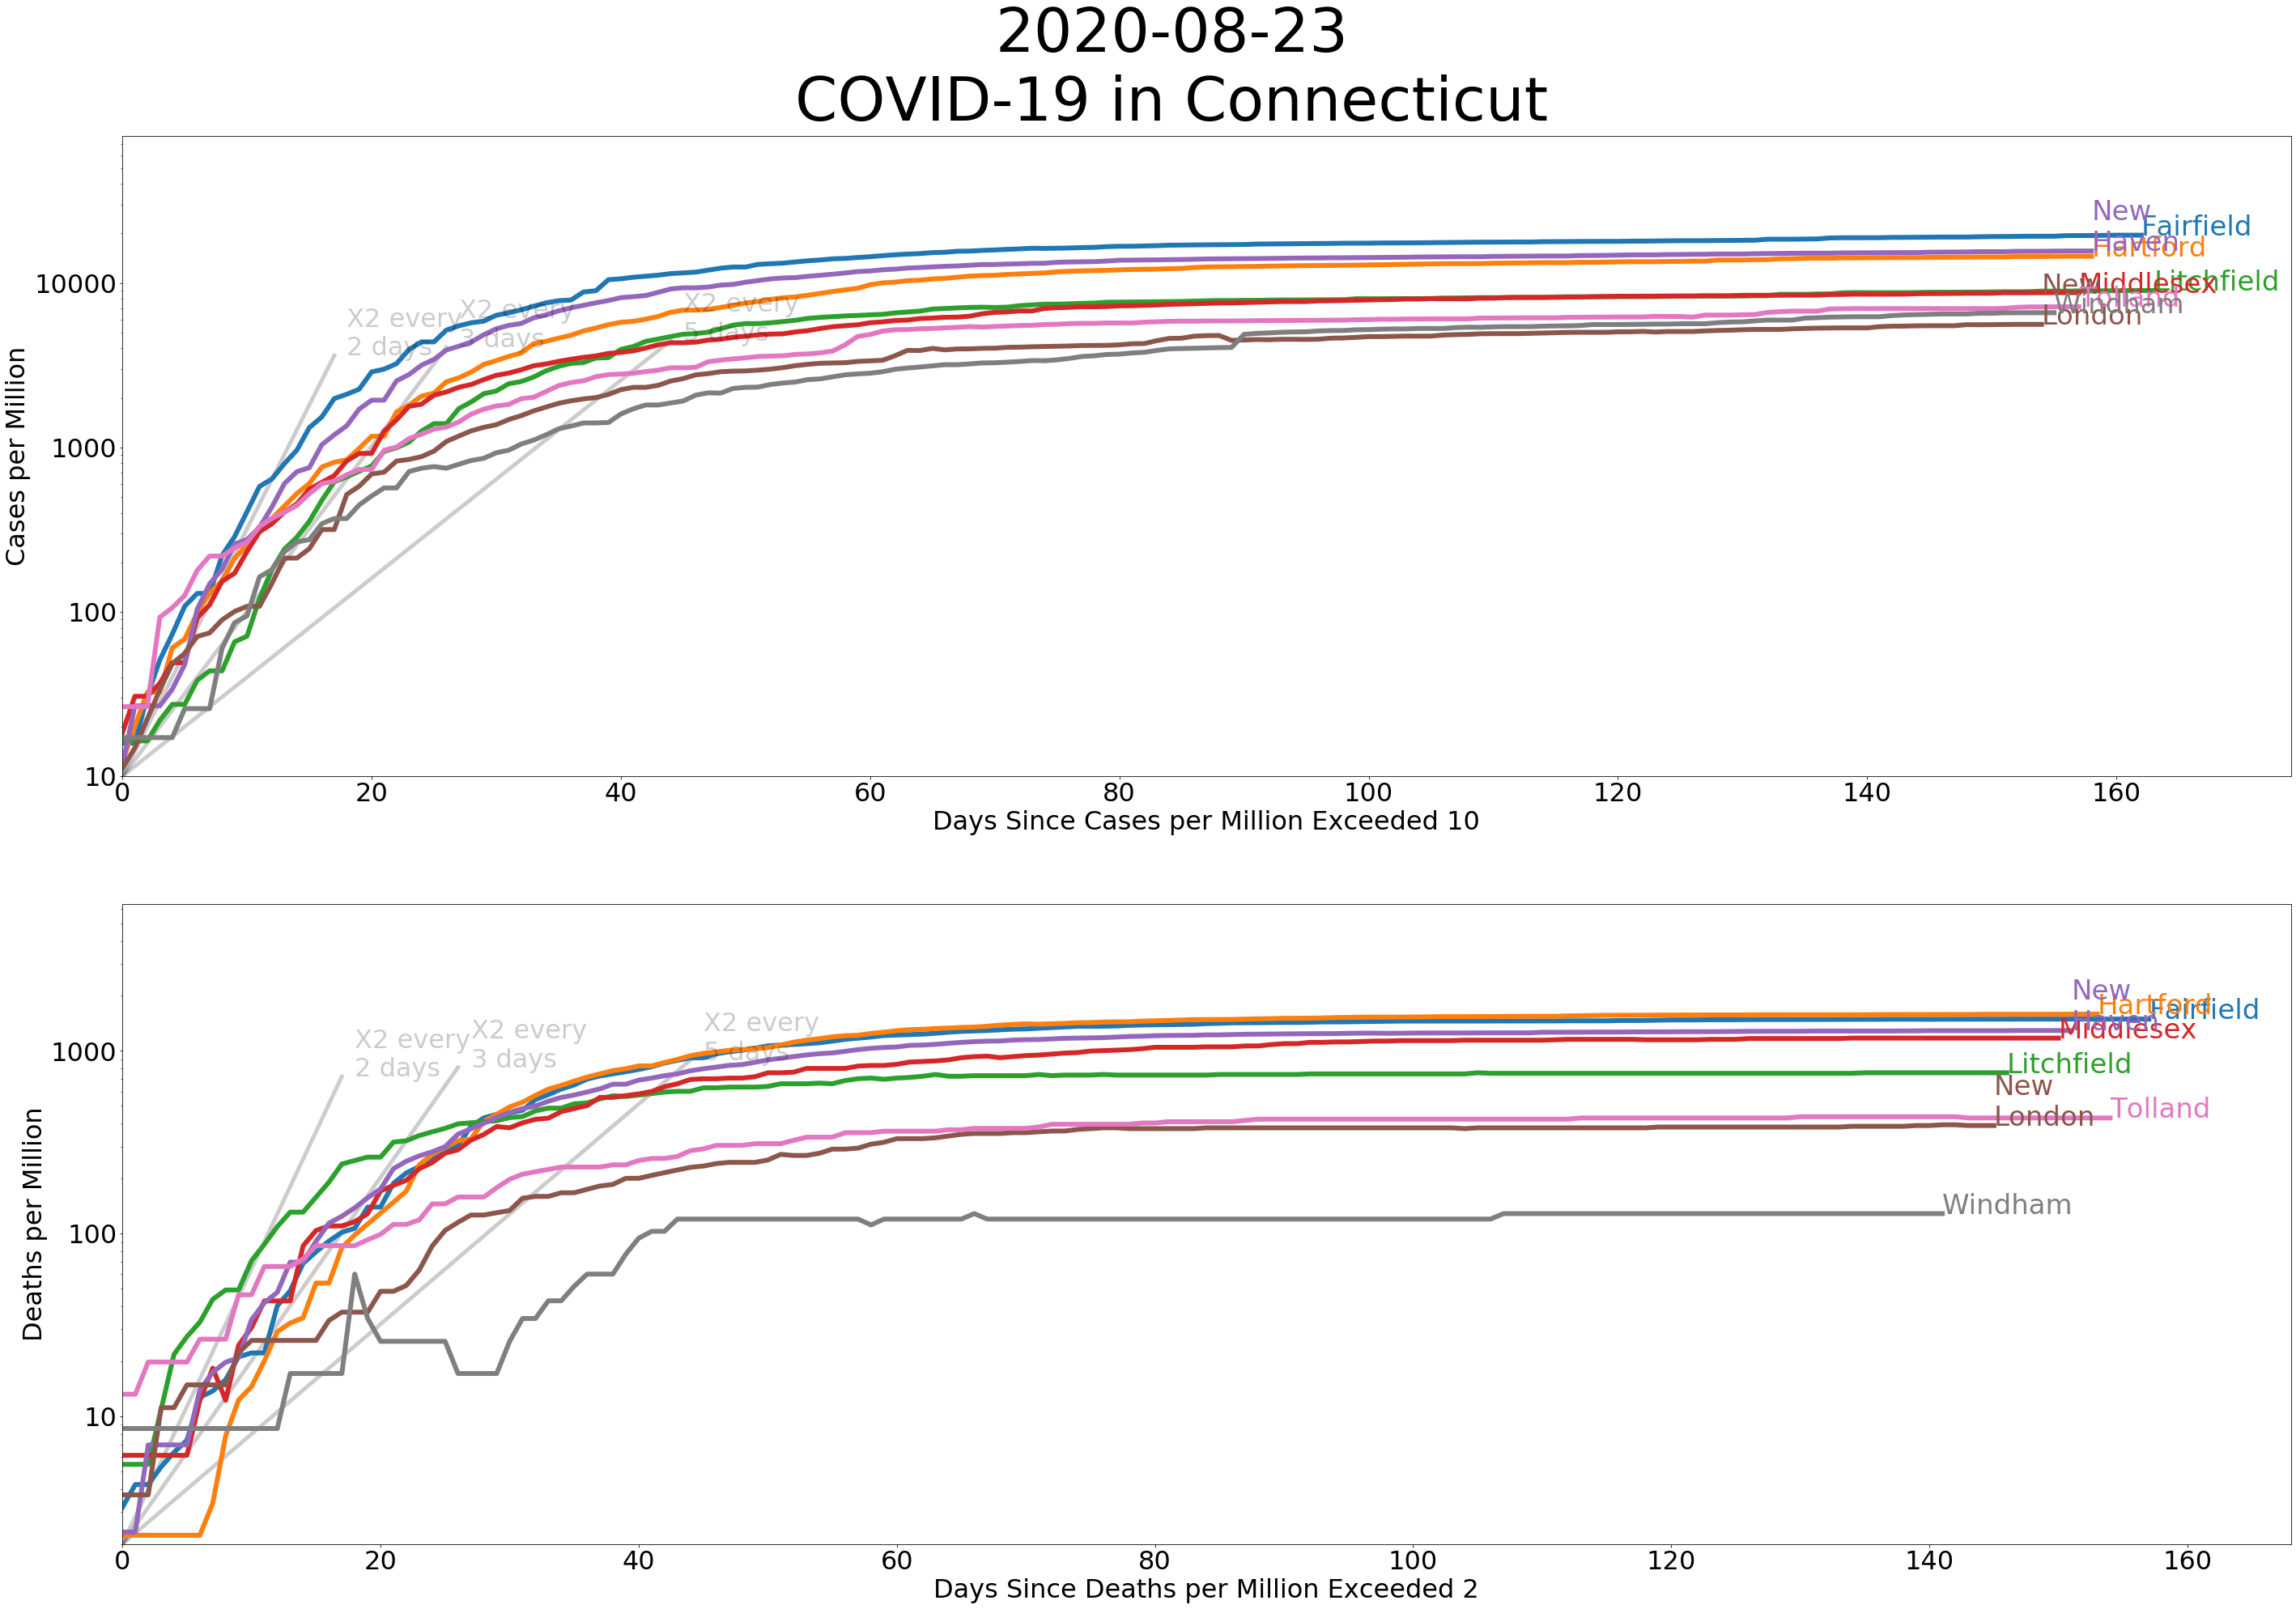 2020-08-23
COVID-19 in Connecticut
Cases per Million
10000
1000
100
10
X2 every
2 days
X2 every
3 days
X2 every
5 days
New
Haven
Fairfield
Hartford
New
London
Middlesex
Litchfield
Tolland
Windham
0
20
40
60
80
100
120
140
160
Days Since Cases per Million Exceeded 10
Deaths per Million
1000
100
10
X2 every
2 days
X2 every
3 days
X2 every
5 days
New
Haven
Hartford
Fairfield
Middlesex
Litchfield
New
London
Tolland
Windham
0
20
40
60
80
100
120
140
160
Days Since Deaths per Million Exceeded 2